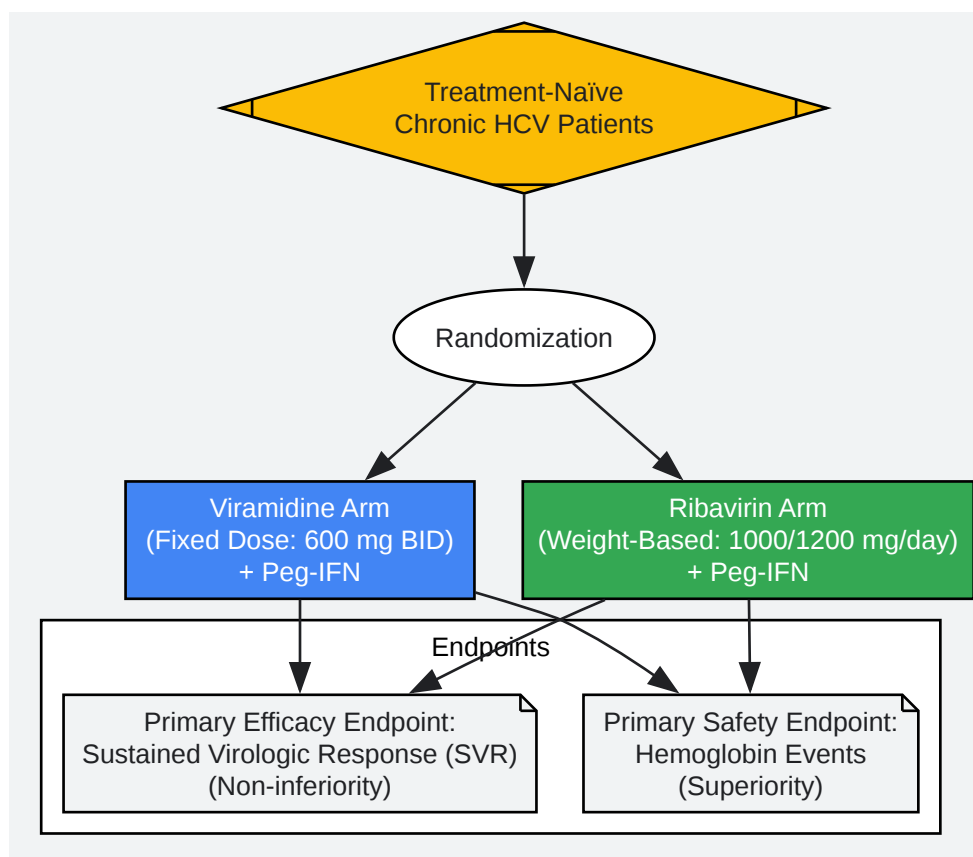 Treatment-Naïve
Chronic HCV Patients
Randomization
Viramidine Arm
(Fixed Dose: 600 mg BID)
+ Peg-IFN
Ribavirin Arm
(Weight-Based: 1000/1200 mg/day)
+ Peg-IFN
Endpoints
Primary Efficacy Endpoint:
Sustained Virologic Response (SVR)
(Non-inferiority)
Primary Safety Endpoint:
Hemoglobin Events
(Superiority)